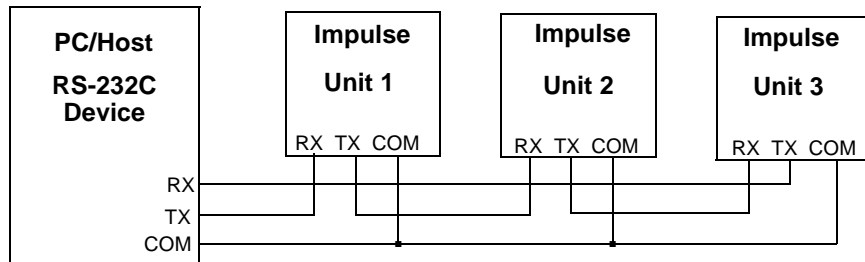 PC/Host
RS-232C
Device
RX
TX
COM
Impulse
Unit 1
RX TX COM
Impulse
Unit 2
RX TX COM
Impulse
Unit 3
RX TX COM